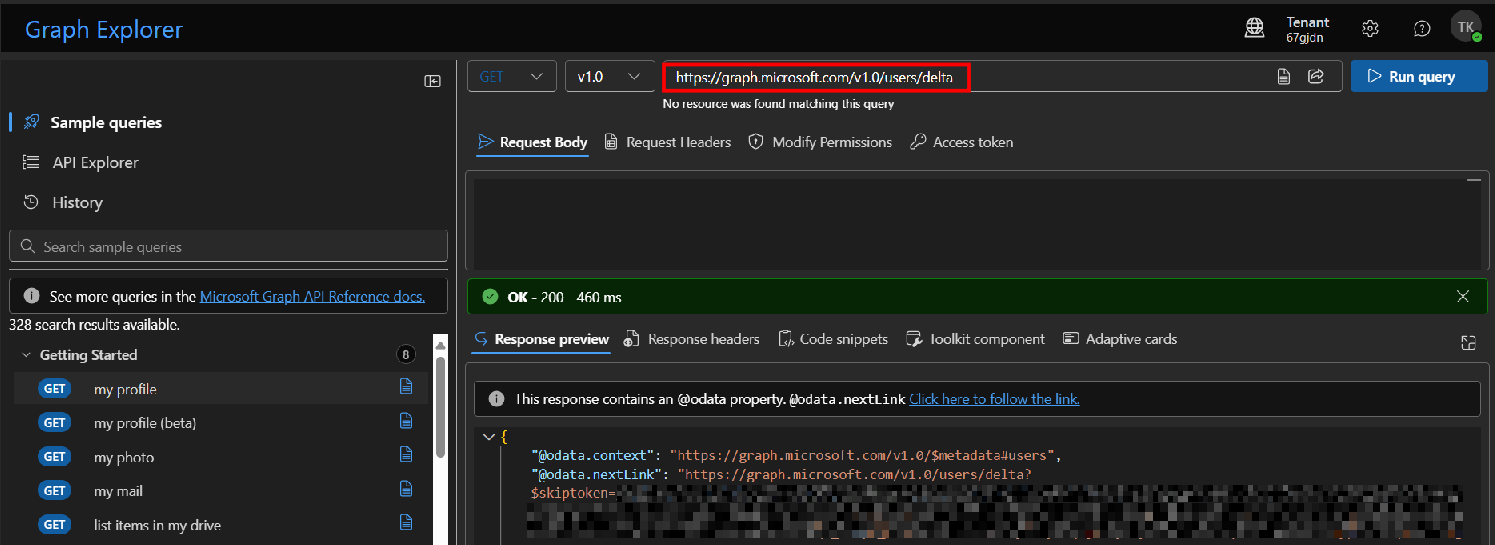 Graph Explorer
Tenant
67gjdn
TK
GET
v1.0
https://graph.microsoft.com/v1.0/users/delta
Run query
No resource was found matching this query
Sample queries
API Explorer
History
Search sample queries
See more queries in the Microsoft Graph API Reference docs.
328 search results available.
Getting Started
8
GET my profile
GET my profile (beta)
GET my photo
GET my mail
GET list items in my drive
Request Body
Request Headers
Modify Permissions
Access token
OK - 200 460 ms
Response preview
Response headers
Code snippets
Toolkit component
Adaptive cards
This response contains an @odata property. @odata.nextLink Click here to follow the link.
{
"@odata.context": "https://graph.microsoft.com/v1.0/$metadata#users",
"@odata.nextLink": "https://graph.microsoft.com/v1.0/users/delta?
$skiptoken=